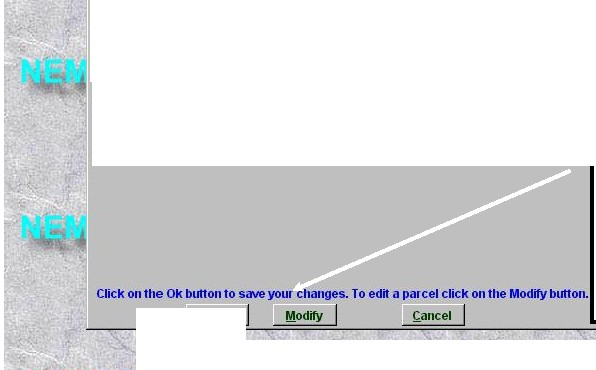 NEM
NEM
Click on the Ok button to save your changes. To edit a parcel click on the Modify button.
Modify
Cancel